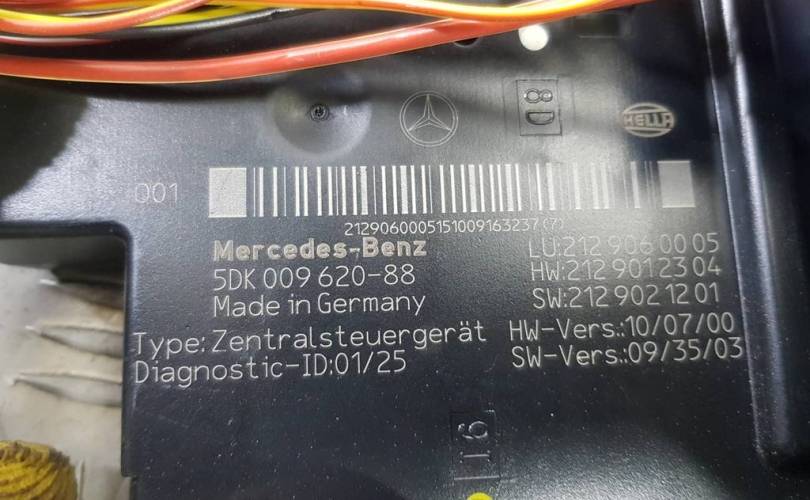 8D
HELLA
001
2129060005151009163237(7)
Mercedes-Benz
LU:212 906 00 05
5DK 009 620-88
HW:212 901 23 04
Made in Germany
SW:212 902 12 01
Type: Zentralsteuergerät
HW-Vers.:10/07/00
Diagnostic-ID:01/25
SW-Vers.:09/35/03